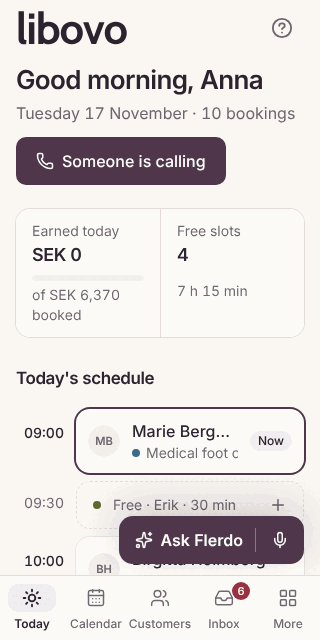 libovo
Good morning, Anna
Tuesday 17 November · 10 bookings
Someone is calling
Earned today
SEK 0
of SEK 6,370
booked
Free slots
4
7 h 15 min
Today's schedule
09:00
MB
Marie Berg...
Medical foot c
Now
09:30
Free · Erik · 30 min
10:00
BH
Birgitta Holmberg
Ask Flerdo
Today
Calendar
Customers
6
Inbox
More